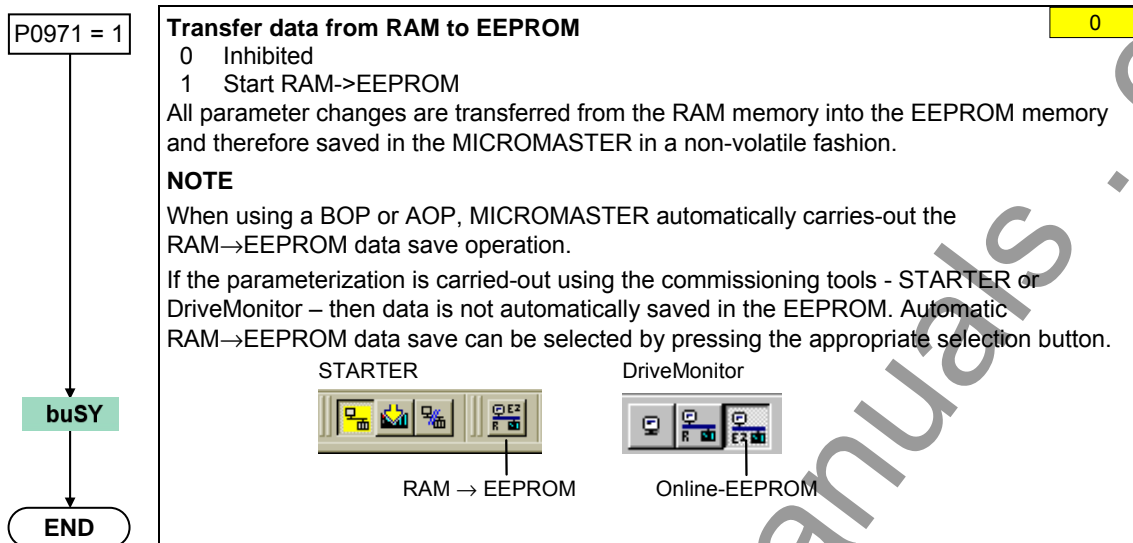 P0971 = 1
Transfer data from RAM to EEPROM
0
0 Inhibited
1 Start RAM->EEPROM
All parameter changes are transferred from the RAM memory into the EEPROM memory
and therefore saved in the MICROMASTER in a non-volatile fashion.
NOTE
When using a BOP or AOP, MICROMASTER automatically carries-out the
RAM→EEPROM data save operation.
If the parameterization is carried-out using the commissioning tools - STARTER or
DriveMonitor – then data is not automatically saved in the EEPROM. Automatic
RAM→EEPROM data save can be selected by pressing the appropriate selection button.
STARTER DriveMonitor
E2
R
R
E2
RAM → EEPROM Online-EEPROM
buSY
END
manuals .